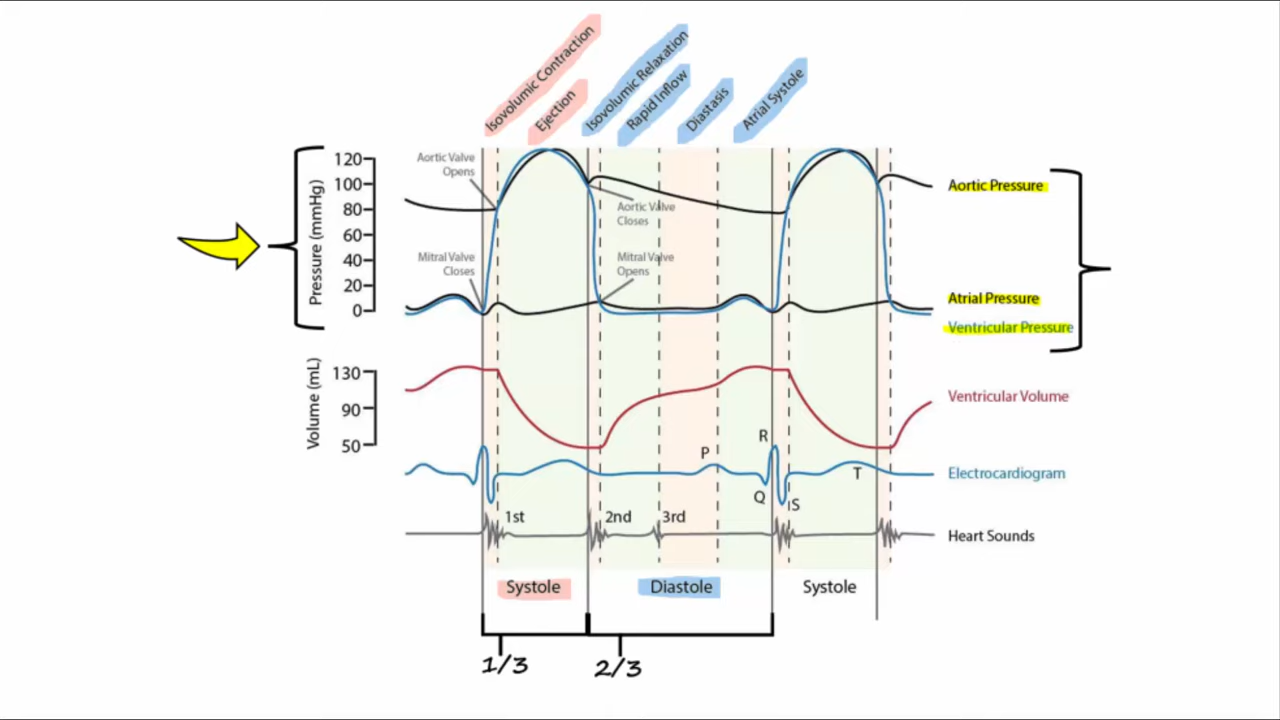 Isovolumic Contraction
Ejection
Isovolumic Relaxation
Rapid Inflow
Diastasis
Atrial Systole
Pressure (mmHg)
120
100
80
60
40
20
0
Aortic Valve
Opens
Aortic Valve
Closes
Mitral Valve
Closes
Mitral Valve
Opens
Aortic Pressure
Atrial Pressure
Ventricular Pressure
Volume (mL)
130
90
50
Ventricular Volume
P
R
Q
S
T
Electrocardiogram
1st
2nd
3rd
Heart Sounds
Systole
Diastole
Systole
1/3
2/3